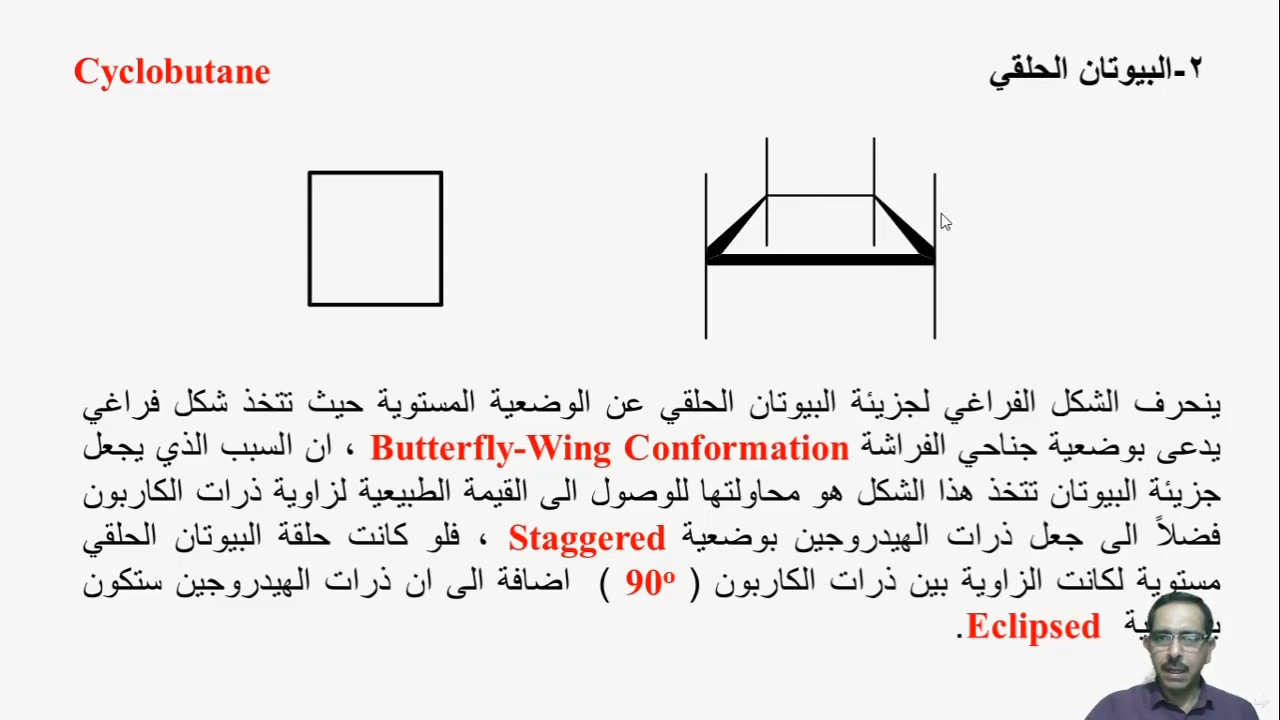 ٢-البيوتان الحلقي
Cyclobutane
ينحرف الشكل الفراغي لجزيئة البيوتان الحلقي عن الوضعية المستوية حيث تتخذ شكل فراغي
يدعى بوضعية جناحي الفراشة Butterfly-Wing Conformation ، ان السبب الذي يجعل
جزيئة البيوتان تتخذ هذا الشكل هو محاولتها للوصول الى القيمة الطبيعية لزاوية ذرات الكاربون
فضلاً الى جعل ذرات الهيدروجين بوضعية Staggered ، فلو كانت حلقة البيوتان الحلقي
مستوية لكانت الزاوية بين ذرات الكاربون ( 90º ) اضافة الى ان ذرات الهيدروجين ستكون
Eclipsed.